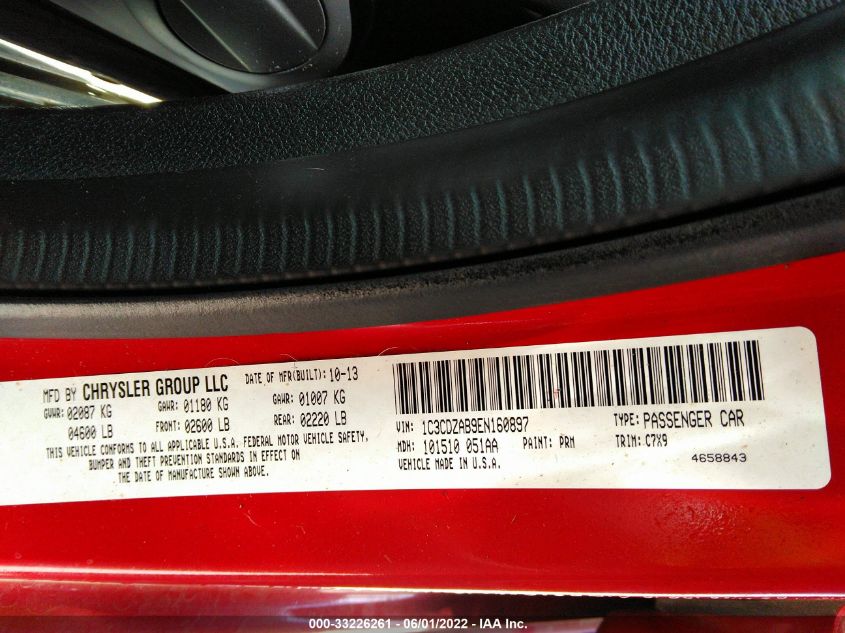 MFD BY CHRYSLER GROUP LLC DATE OF MFR(BUILT): 10-13
GVWR: 02087 KG GAWR: 01180 KG GAWR: 01007 KG
04600 LB FRONT: 02600 LB REAR: 02220 LB
THIS VEHICLE CONFORMS TO ALL APPLICABLE U.S.A. FEDERAL MOTOR VEHICLE SAFETY,
BUMPER AND THEFT PREVENTION STANDARDS IN EFFECT ON
THE DATE OF MANUFACTURE SHOWN ABOVE.
VIN: 1C3CDZAB9EN160897 TYPE: PASSENGER CAR
MDH: 101510 051AA PAINT: PRM TRIM: C7X9
VEHICLE MADE IN U.S.A. 4658843
000-33226261 - 06/01/2022 - IAA Inc.